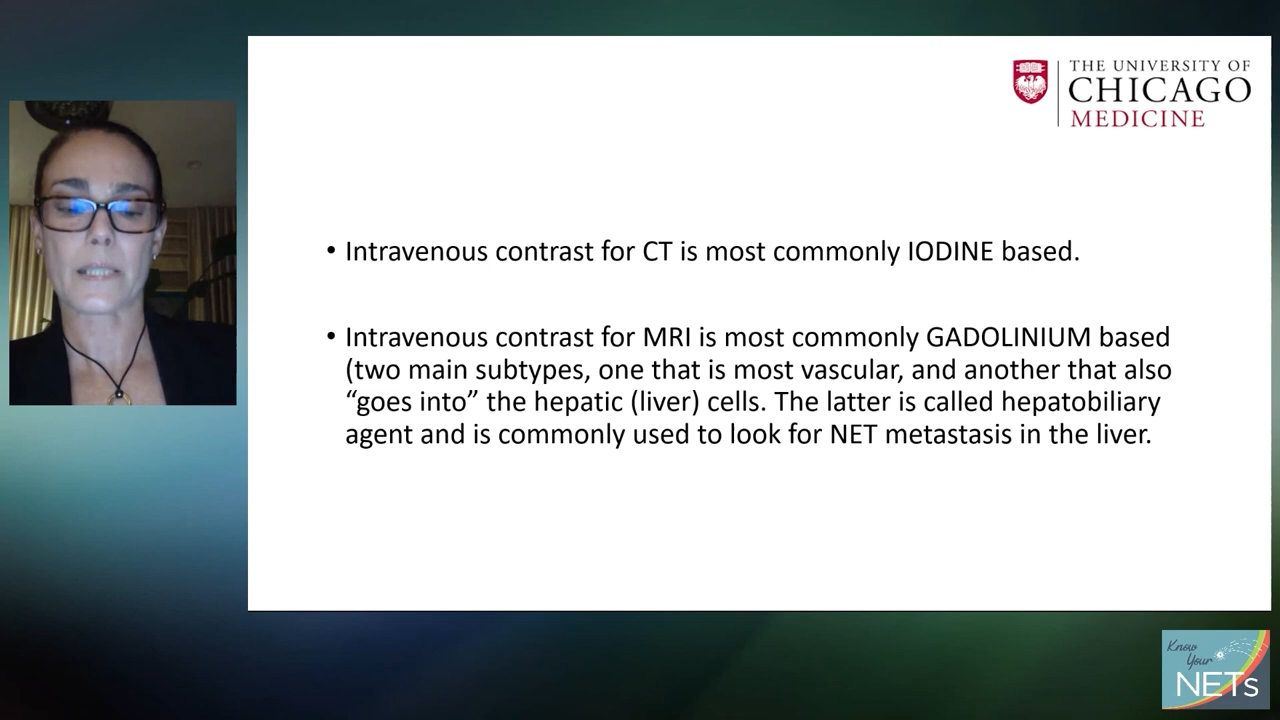 THE UNIVERSITY OF
CHICAGO
MEDICINE
• Intravenous contrast for CT is most commonly IODINE based.
• Intravenous contrast for MRI is most commonly GADOLINIUM based
(two main subtypes, one that is most vascular, and another that also
“goes into” the hepatic (liver) cells. The latter is called hepatobiliary
agent and is commonly used to look for NET metastasis in the liver.
Know
Your
NETs